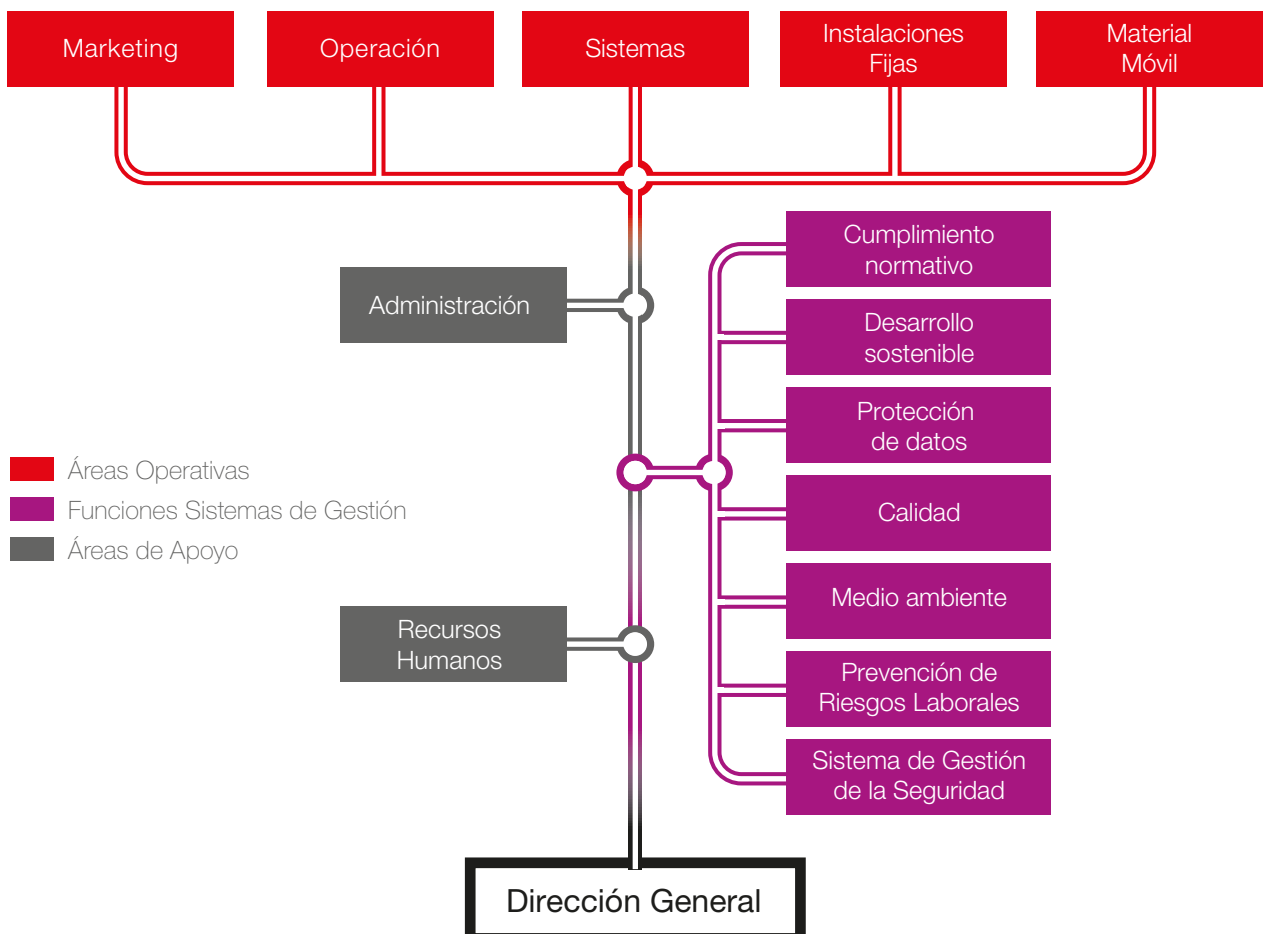 Marketing
Operación
Sistemas
Instalaciones
Fijas
Material
Móvil
Cumplimiento
normativo
Administración
Desarrollo
sostenible
Protección
de datos
Áreas Operativas
Funciones Sistemas de Gestión
Áreas de Apoyo
Calidad
Medio ambiente
Recursos
Humanos
Prevención de
Riesgos Laborales
Sistema de Gestión
de la Seguridad
Dirección General